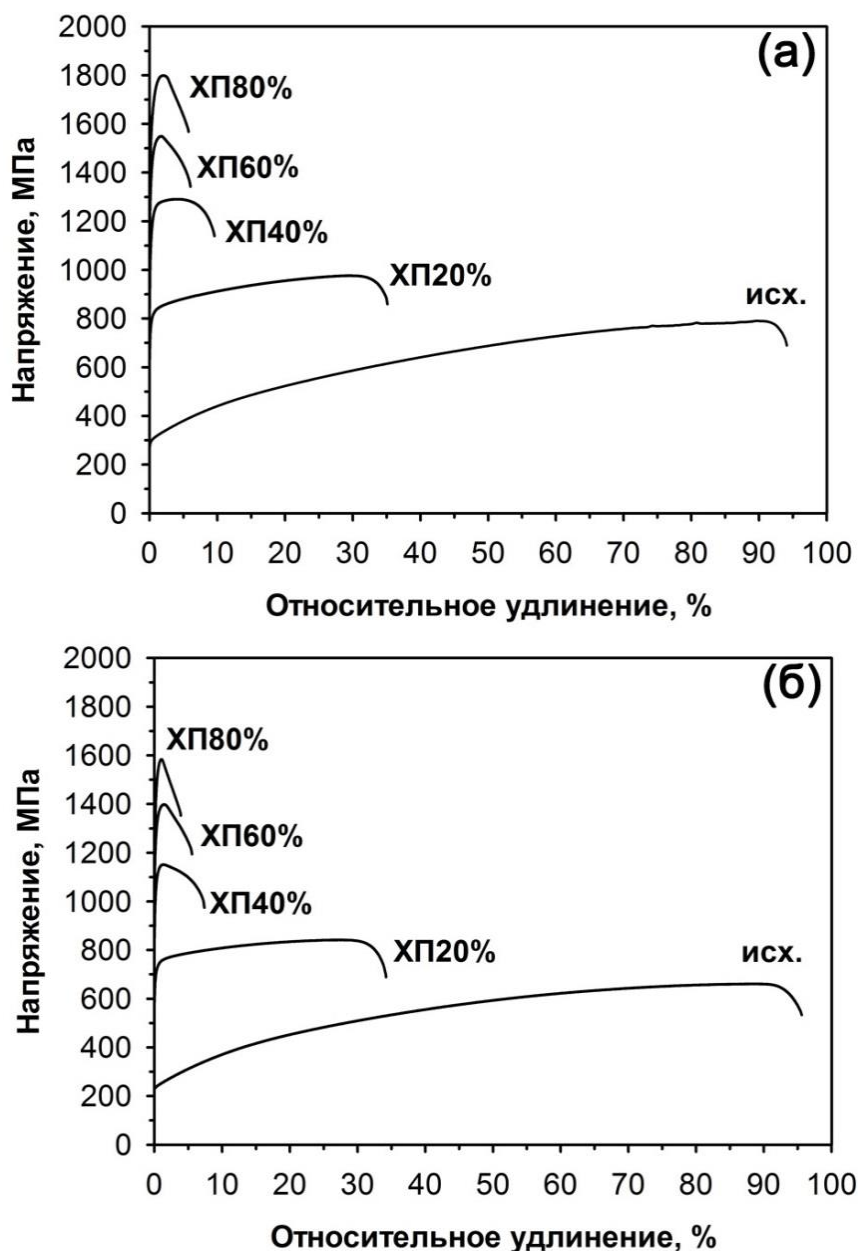 (а)
2000
1800
1600
1400
1200
1000
800
600
400
200
0
Напряжение, МПа
ХП80%
ХП60%
ХП40%
ХП20%
исх.
0 10 20 30 40 50 60 70 80 90 100
Относительное удлинение, %
(б)
2000
1800
1600
1400
1200
1000
800
600
400
200
0
Напряжение, МПа
ХП80%
ХП60%
ХП40%
ХП20%
исх.
0 10 20 30 40 50 60 70 80 90 100
Относительное удлинение, %